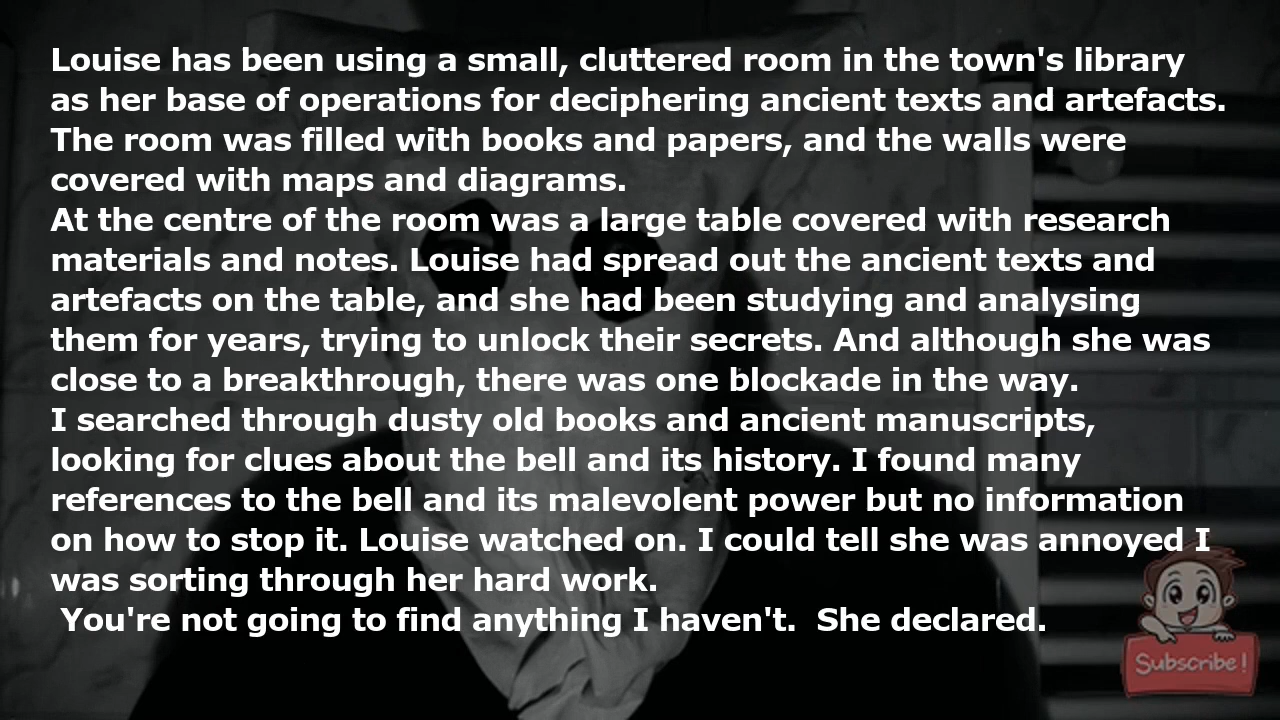 Louise has been using a small, cluttered room in the town's library
as her base of operations for deciphering ancient texts and artefacts.
The room was filled with books and papers, and the walls were
covered with maps and diagrams.
At the centre of the room was a large table covered with research
materials and notes. Louise had spread out the ancient texts and
artefacts on the table, and she had been studying and analysing
them for years, trying to unlock their secrets. And although she was
close to a breakthrough, there was one blockade in the way.
I searched through dusty old books and ancient manuscripts,
looking for clues about the bell and its history. I found many
references to the bell and its malevolent power but no information
on how to stop it. Louise watched on. I could tell she was annoyed I
was sorting through her hard work.
You're not going to find anything I haven't.  She declared.
Subscribe!